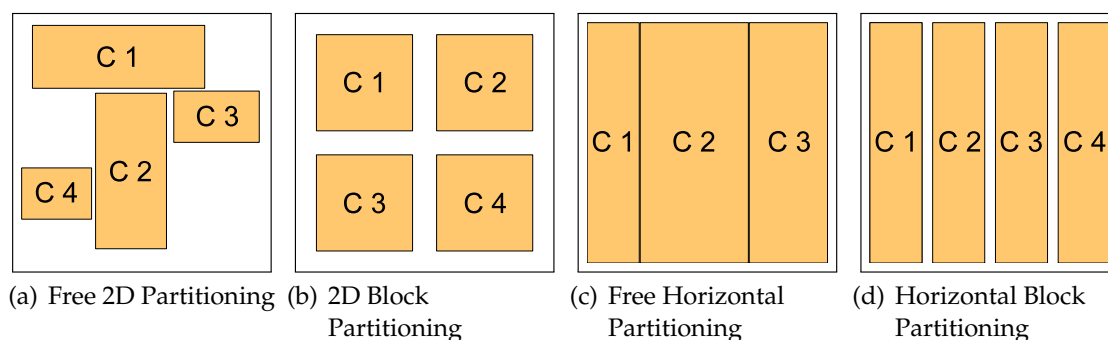 C 1
C 3
C 2
C 4
C 1 C 2
C 3 C 4
C 1 C 2 C 3
C 1 C 2 C 3 C 4
(a) Free 2D Partitioning
(b) 2D Block
Partitioning
(c) Free Horizontal
Partitioning
(d) Horizontal Block
Partitioning